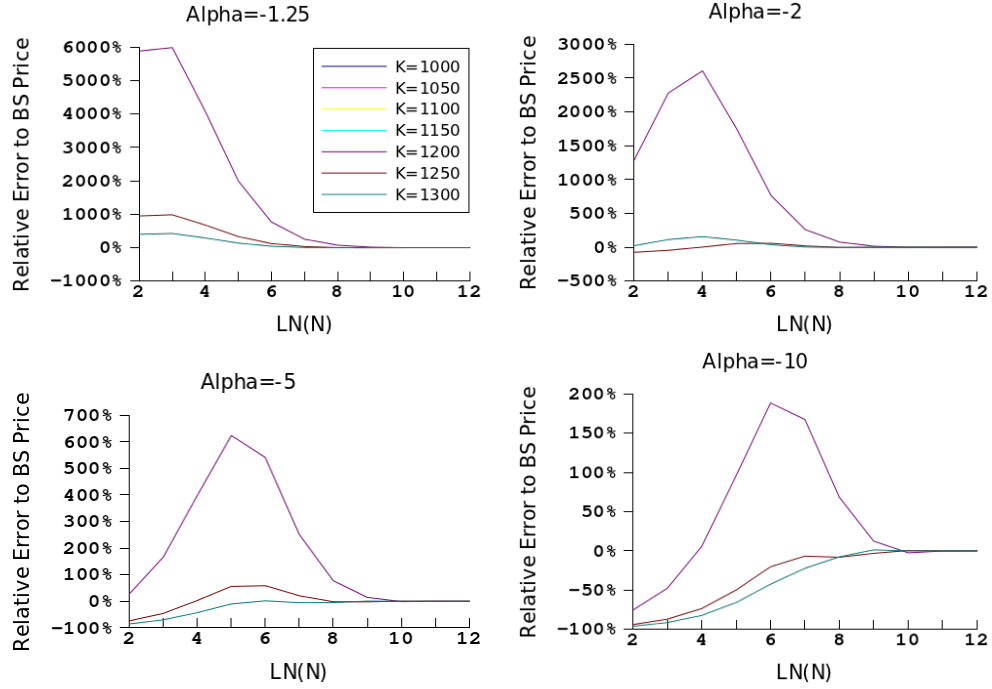 Alpha=-1.25
Relative Error to BS Price
6000%
5000%
4000%
3000%
2000%
1000%
0%
−1000%
2 4 6 8 10 12
LN(N)
K=1000
K=1050
K=1100
K=1150
K=1200
K=1250
K=1300
Alpha=-2
Relative Error to BS Price
3000%
2500%
2000%
1500%
1000%
500%
0%
−500%
2 4 6 8 10 12
LN(N)
Alpha=-5
Relative Error to BS Price
700%
600%
500%
400%
300%
200%
100%
0%
−100%
2 4 6 8 10 12
LN(N)
Alpha=-10
Relative Error to BS Price
200%
150%
100%
50%
0%
−50%
−100%
2 4 6 8 10 12
LN(N)